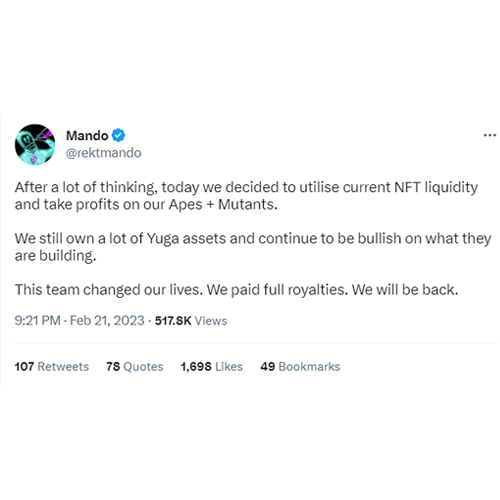 Mando
@rektmando
After a lot of thinking, today we decided to utilise current NFT liquidity
and take profits on our Apes + Mutants.
We still own a lot of Yuga assets and continue to be bullish on what they
are building.
This team changed our lives. We paid full royalties. We will be back.
9:21 PM · Feb 21, 2023 · 517.8K Views
107 Retweets 78 Quotes 1,698 Likes 49 Bookmarks